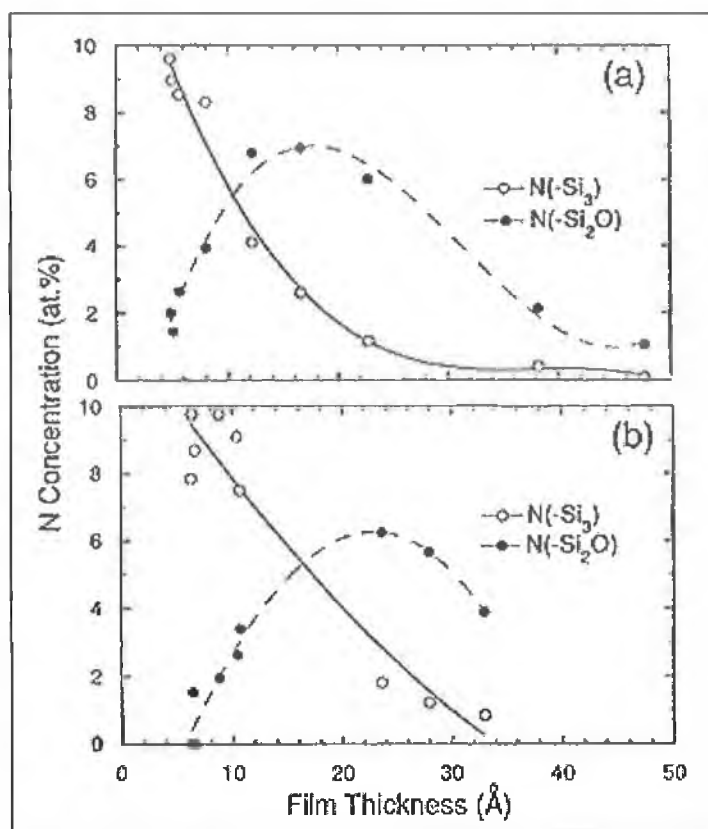 10
8
6
4
2
0
(a)
N(-Si3)
N(-Si2O)
N Concentration (at.%)
10
8
6
4
2
0
(b)
N(-Si3)
N(-Si2O)
0 10 20 30 40 50
Film Thickness (Å)